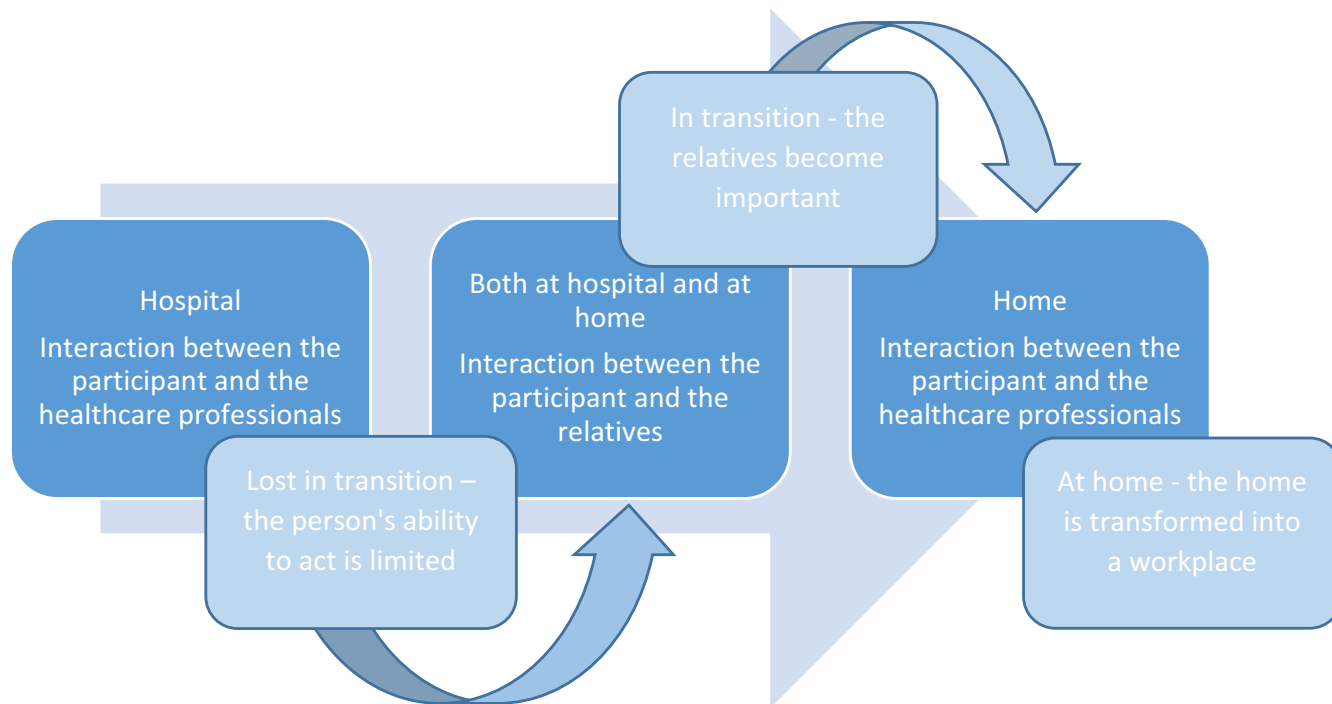 In transition - the
relatives become
important
Hospital
Interaction between the
participant and the
healthcare professionals
Both at hospital and at
home
Interaction between the
participant and the
relatives
Home
Interaction between the
participant and the
healthcare professionals
Lost in transition –
the person's ability
to act is limited
At home - the home
is transformed into
a workplace